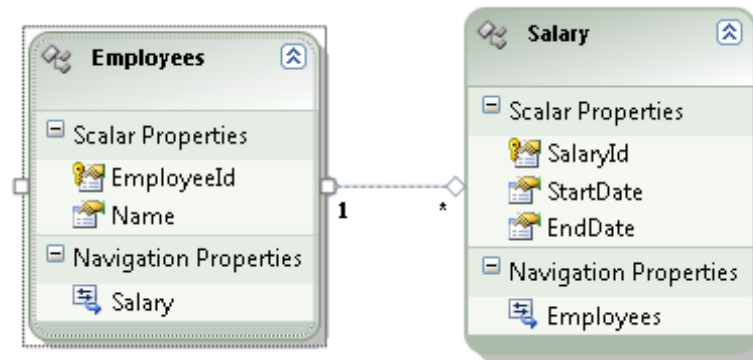 Employees
Scalar Properties
EmployeeId
Name
Navigation Properties
Salary
1
*
Salary
Scalar Properties
SalaryId
StartDate
EndDate
Navigation Properties
Employees